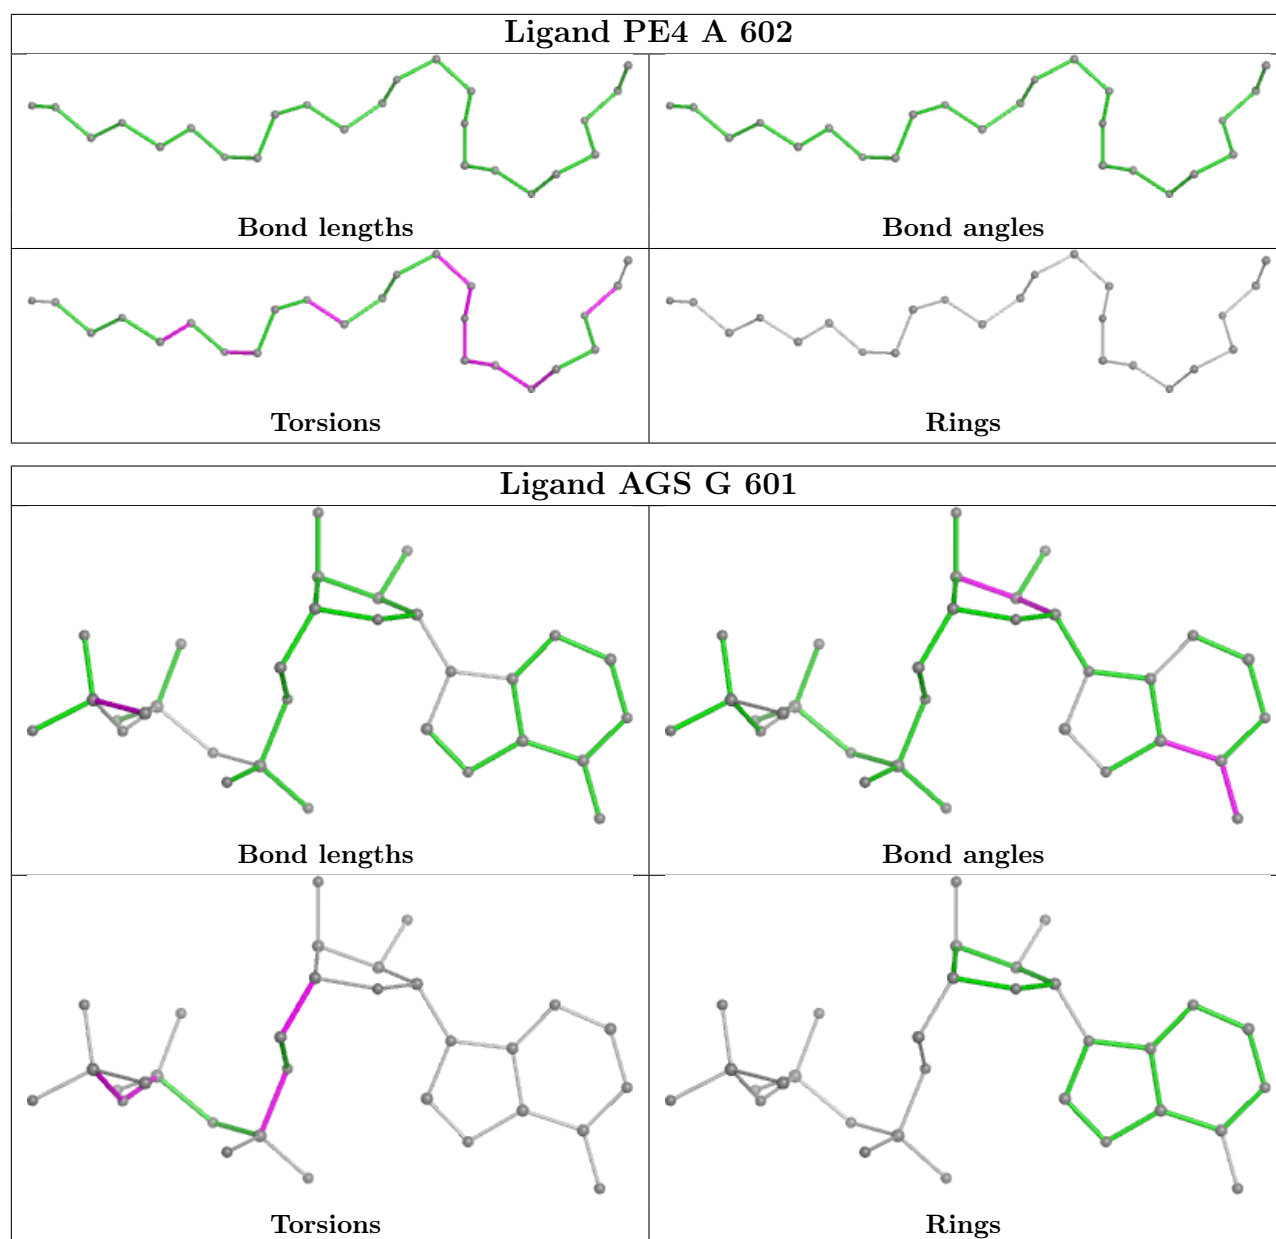 Ligand PE4 A 602
Bond lengths
Bond angles
Torsions
Rings
Ligand AGS G 601
Bond lengths
Bond angles
Torsions
Rings